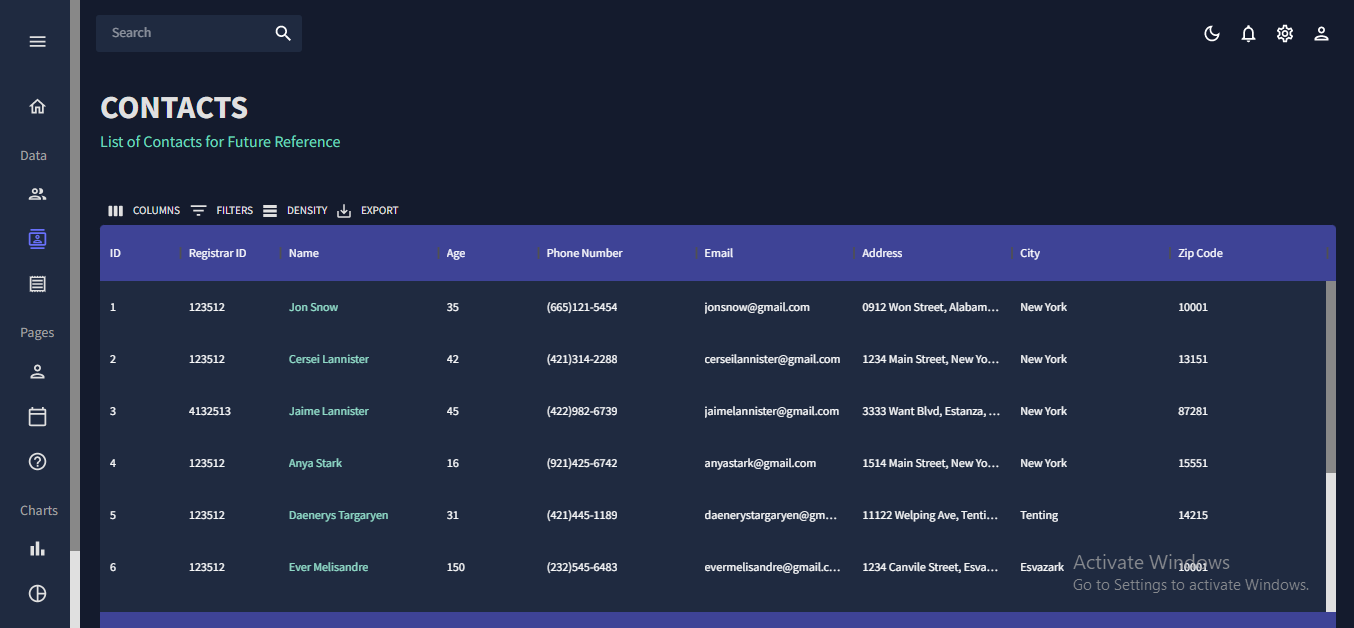 Search
CONTACTS
List of Contacts for Future Reference
Data
Pages
Charts
COLUMNS FILTERS DENSITY EXPORT
ID Registrar ID Name Age Phone Number Email Address City Zip Code
1 123512 Jon Snow 35 (665)121-5454 jonsnow@gmail.com 0912 Won Street, Alabam... New York 10001
2 123512 Cersei Lannister 42 (421)314-2288 cerseilannister@gmail.com 1234 Main Street, New Yo... New York 13151
3 4132513 Jaime Lannister 45 (422)982-6739 jaimelannister@gmail.com 3333 Want Blvd, Estanza, ... New York 87281
4 123512 Anya Stark 16 (921)425-6742 anyastark@gmail.com 1514 Main Street, New Yo... New York 15551
5 123512 Daenerys Targaryen 31 (421)445-1189 daenerystargaryen@gm... 11122 Welping Ave, Tenti... Tenting 14215
6 123512 Ever Melisandre 150 (232)545-6483 evermelisandre@gmail.c... 1234 Canvile Street, Esva... Esvazark 10001
Activate Windows
Go to Settings to activate Windows.